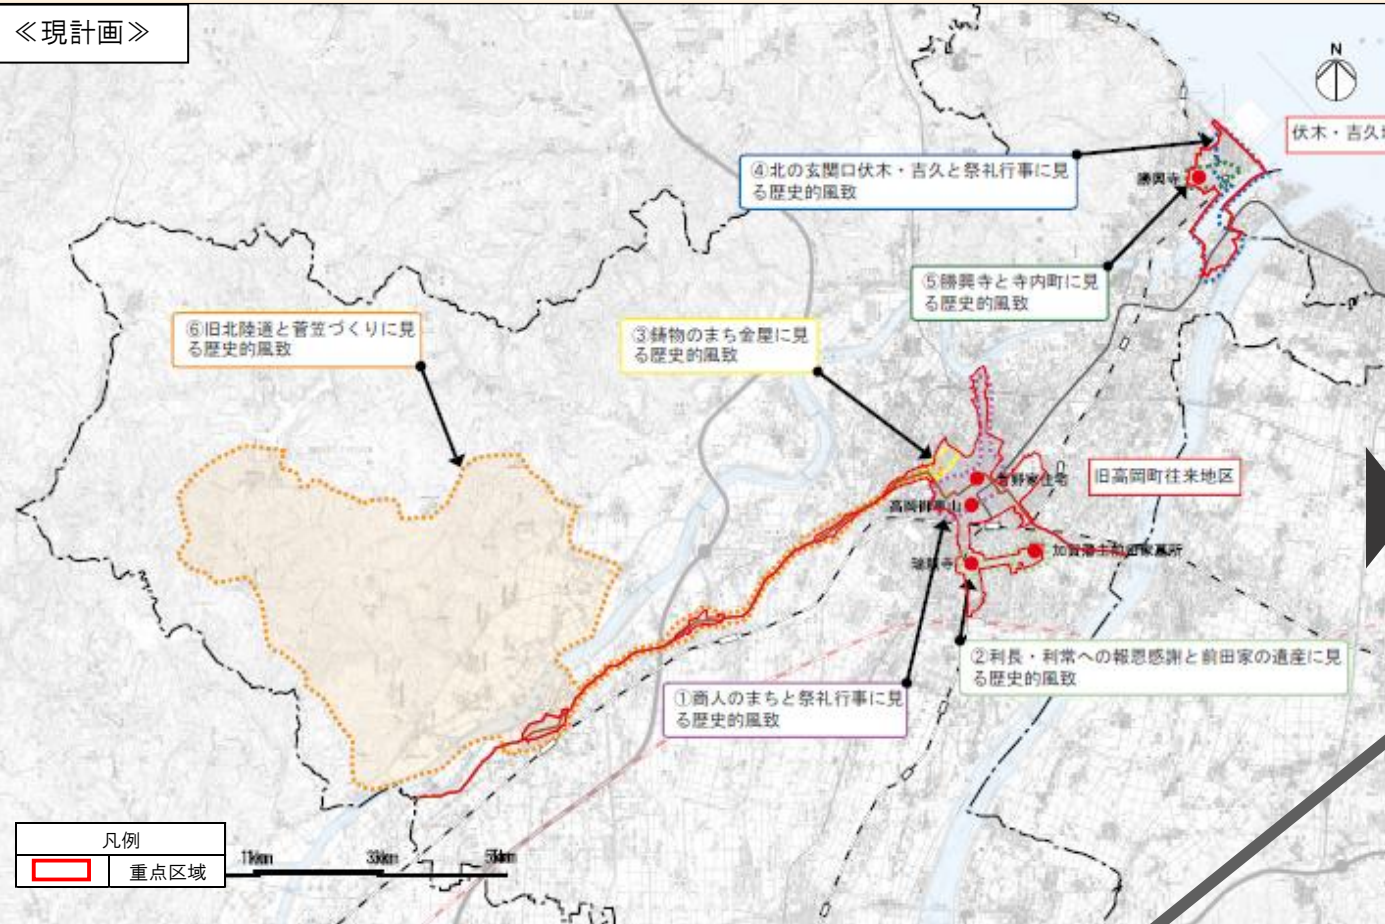 ≪現計画≫
N
伏木・吉久
④北の玄関口伏木・吉久と祭礼行事に見
る歴史的風致
勝興寺
⑤勝興寺と寺内町に見
る歴史的風致
⑥旧北陸道と菅笠づくりに見
る歴史的風致
③鋳物のまち金屋に見
る歴史的風致
菅野家住宅
旧高岡町往来地区
高岡御車山
加賀藩主前田家墓所
瑞龍寺
②利長・利常への報恩感謝と前田家の遺産に見
る歴史的風致
①商人のまちと祭礼行事に見
る歴史的風致
凡例
重点区域